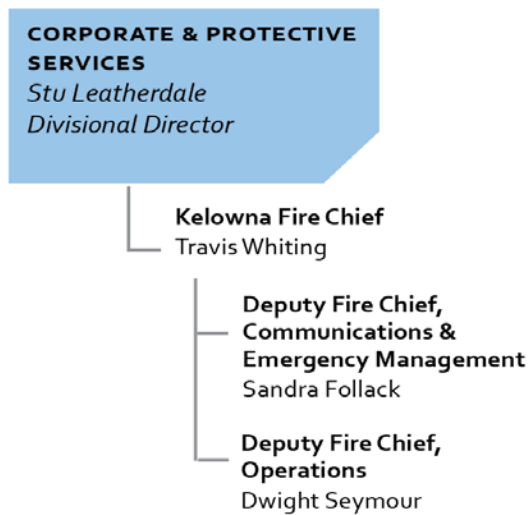 CORPORATE & PROTECTIVE
SERVICES
Stu Leatherdale
Divisional Director
Kelowna Fire Chief
Travis Whiting
Deputy Fire Chief,
Communications &
Emergency Management
Sandra Follack
Deputy Fire Chief,
Operations
Dwight Seymour